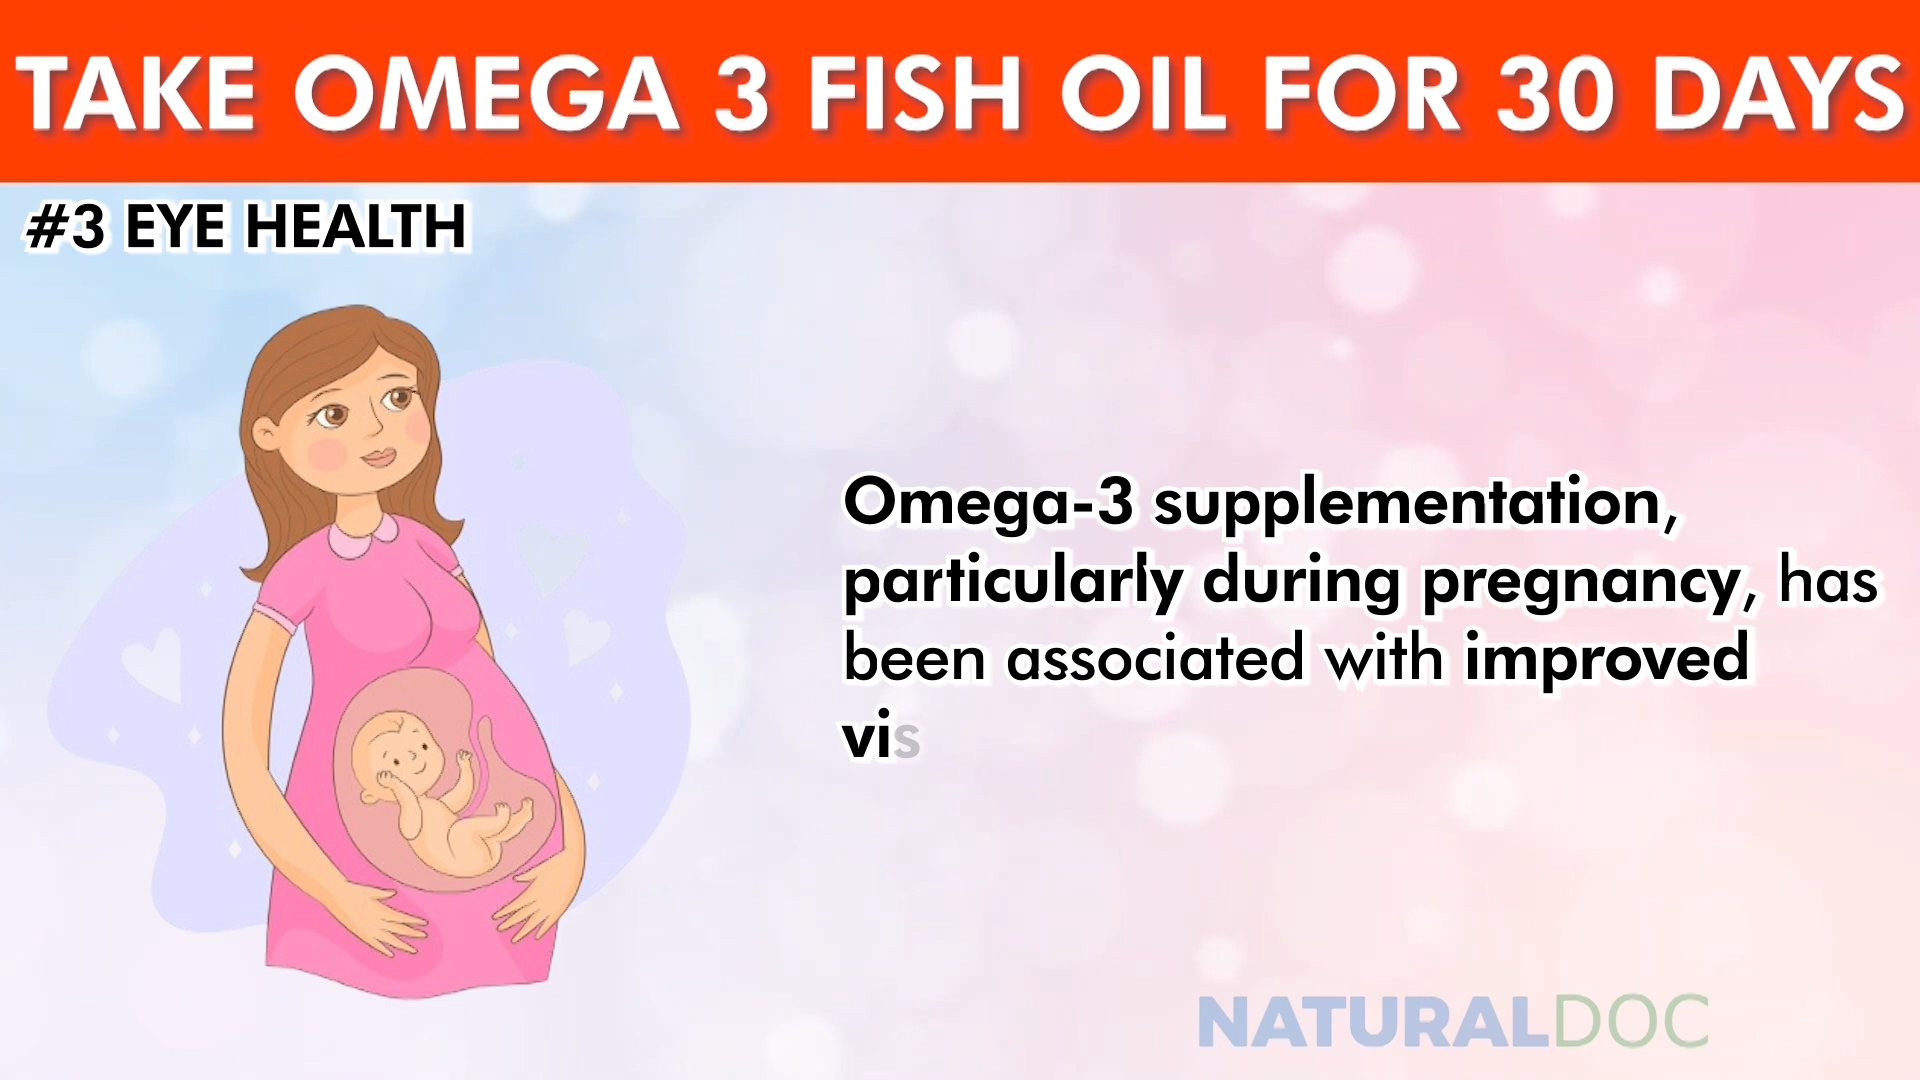 TAKE OMEGA 3 FISH OIL FOR 30 DAYS
#3 EYE HEALTH
Omega-3 supplementation,
particularly during pregnancy, has
been associated with improved
vis
NATURALDOC